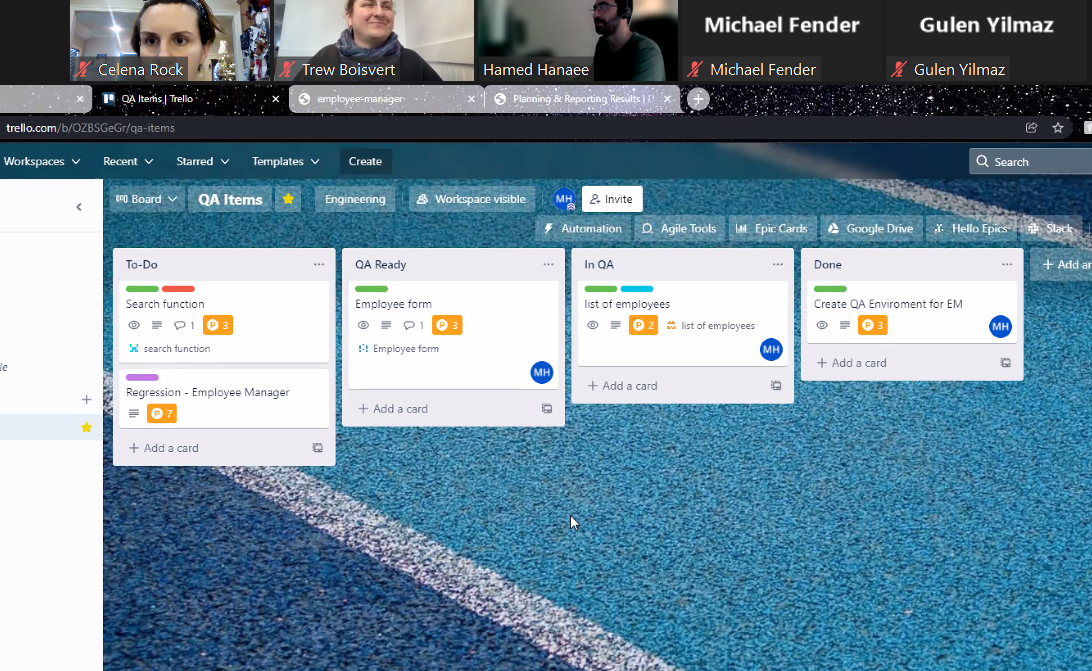 Michael Fender
Gulen Yilmaz
Celena Rock
Trew Boisvert
Hamed Hanaee
Michael Fender
Gulen Yilmaz
QA Items | Trello
employee-manager
Planning & Reporting Results |
trello.com/b/OZBSGeGr/qa-items
Workspaces
Recent
Starred
Templates
Create
Search
Board
QA Items
Engineering
Workspace visible
MH
Invite
Automation
Agile Tools
Epic Cards
Google Drive
Hello Epics
Slack
To-Do
Search function
1
P 3
search function
Regression - Employee Manager
P 7
+ Add a card
QA Ready
Employee form
1
P 3
Employee form
MH
+ Add a card
In QA
list of employees
P 2
list of employees
MH
+ Add a card
Done
Create QA Enviroment for EM
P 3
MH
+ Add a card
+ Add an